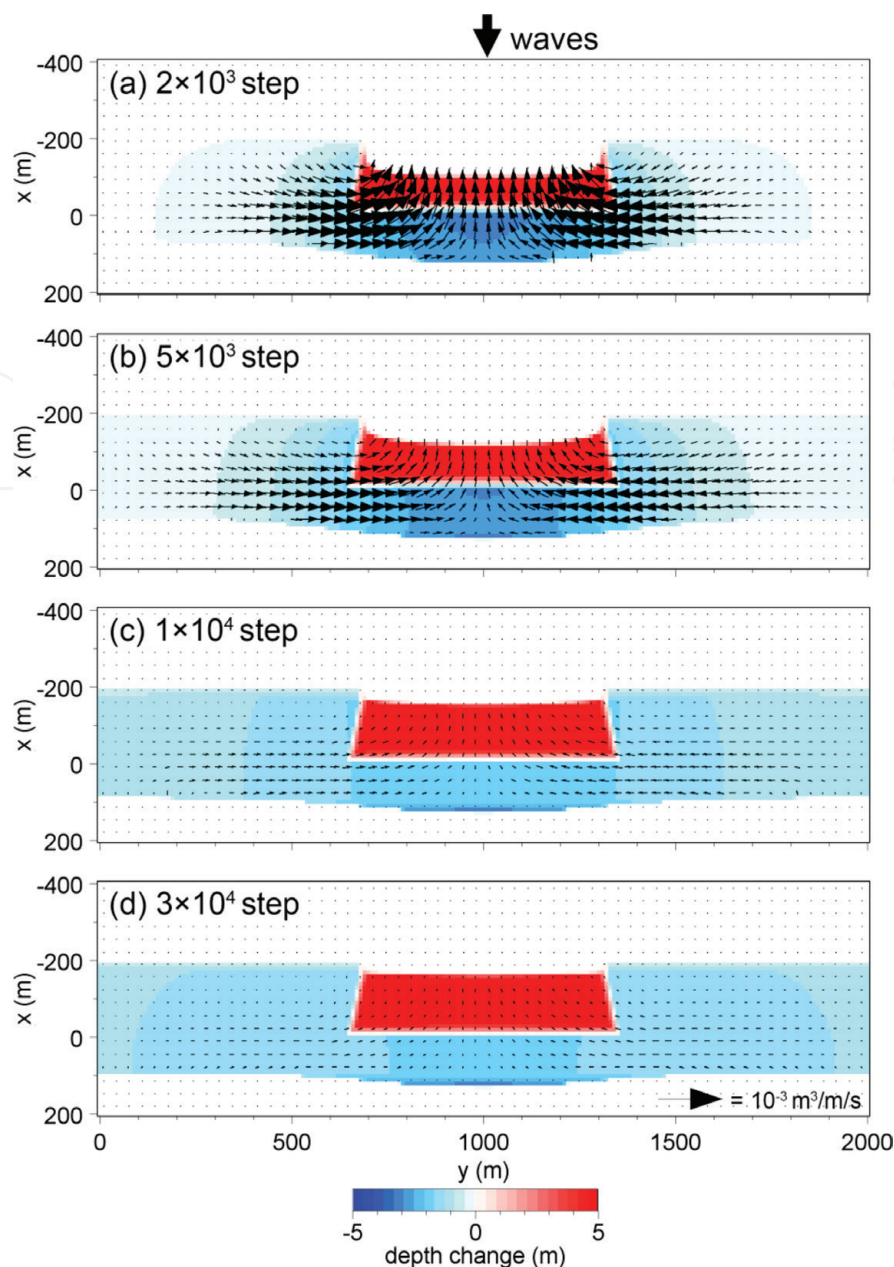 waves
(a) 2×10³ step
-400
-200
0
200
x (m)
(b) 5×10³ step
-400
-200
0
200
x (m)
(c) 1×10⁴ step
-400
-200
0
200
x (m)
(d) 3×10⁴ step
-400
-200
0
200
x (m)
= 10⁻³ m³/m/s
0 500 1000 1500 2000
y (m)
-5 0 5
depth change (m)